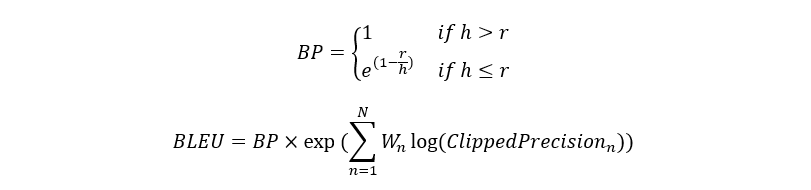 BP = { 1 if h > r
e^(1−r/h) if h ≤ r
BLEU = BP × exp (∑_{n=1}^{N} W_n log(ClippedPrecision_n))